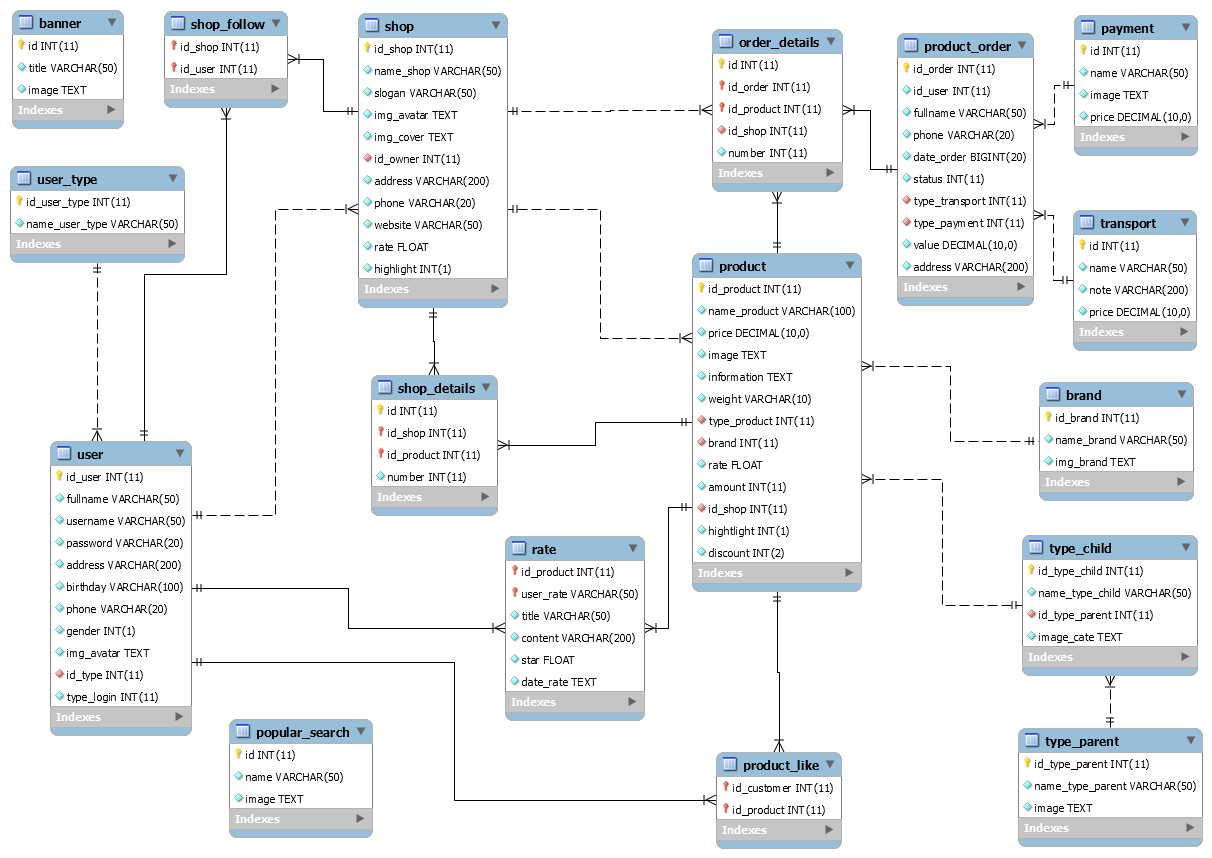 banner
id INT(11)
title VARCHAR(50)
image TEXT
Indexes
shop_follow
id_shop INT(11)
id_user INT(11)
Indexes
shop
id_shop INT(11)
name_shop VARCHAR(50)
slogan VARCHAR(50)
img_avatar TEXT
img_cover TEXT
id_owner INT(11)
address VARCHAR(200)
phone VARCHAR(20)
website VARCHAR(50)
rate FLOAT
highlight INT(1)
Indexes
order_details
id INT(11)
id_order INT(11)
id_product INT(11)
id_shop INT(11)
number INT(11)
Indexes
product_order
id_order INT(11)
id_user INT(11)
fullname VARCHAR(50)
phone VARCHAR(20)
date_order BIGINT(20)
status INT(11)
type_transport INT(11)
type_payment INT(11)
value DECIMAL(10,0)
address VARCHAR(200)
Indexes
payment
id INT(11)
name VARCHAR(50)
image TEXT
price DECIMAL(10,0)
Indexes
user_type
id_user_type INT(11)
name_user_type VARCHAR(50)
Indexes
transport
id INT(11)
name VARCHAR(50)
note VARCHAR(200)
price DECIMAL(10,0)
Indexes
product
id_product INT(11)
name_product VARCHAR(100)
price DECIMAL(10,0)
image TEXT
information TEXT
weight VARCHAR(10)
type_product INT(11)
brand INT(11)
rate FLOAT
amount INT(11)
id_shop INT(11)
hightlight INT(1)
discount INT(2)
Indexes
shop_details
id INT(11)
id_shop INT(11)
id_product INT(11)
number INT(11)
Indexes
brand
id_brand INT(11)
name_brand VARCHAR(50)
img_brand TEXT
Indexes
user
id_user INT(11)
fullname VARCHAR(50)
username VARCHAR(50)
password VARCHAR(20)
address VARCHAR(200)
birthday VARCHAR(100)
phone VARCHAR(20)
gender INT(1)
img_avatar TEXT
id_type INT(11)
type_login INT(11)
Indexes
rate
id_product INT(11)
user_rate VARCHAR(50)
title VARCHAR(50)
content VARCHAR(200)
star FLOAT
date_rate TEXT
Indexes
type_child
id_type_child INT(11)
name_type_child VARCHAR(50)
id_type_parent INT(11)
image_cate TEXT
Indexes
popular_search
id INT(11)
name VARCHAR(50)
image TEXT
Indexes
product_like
id_customer INT(11)
id_product INT(11)
Indexes
type_parent
id_type_parent INT(11)
name_type_parent VARCHAR(50)
image TEXT
Indexes